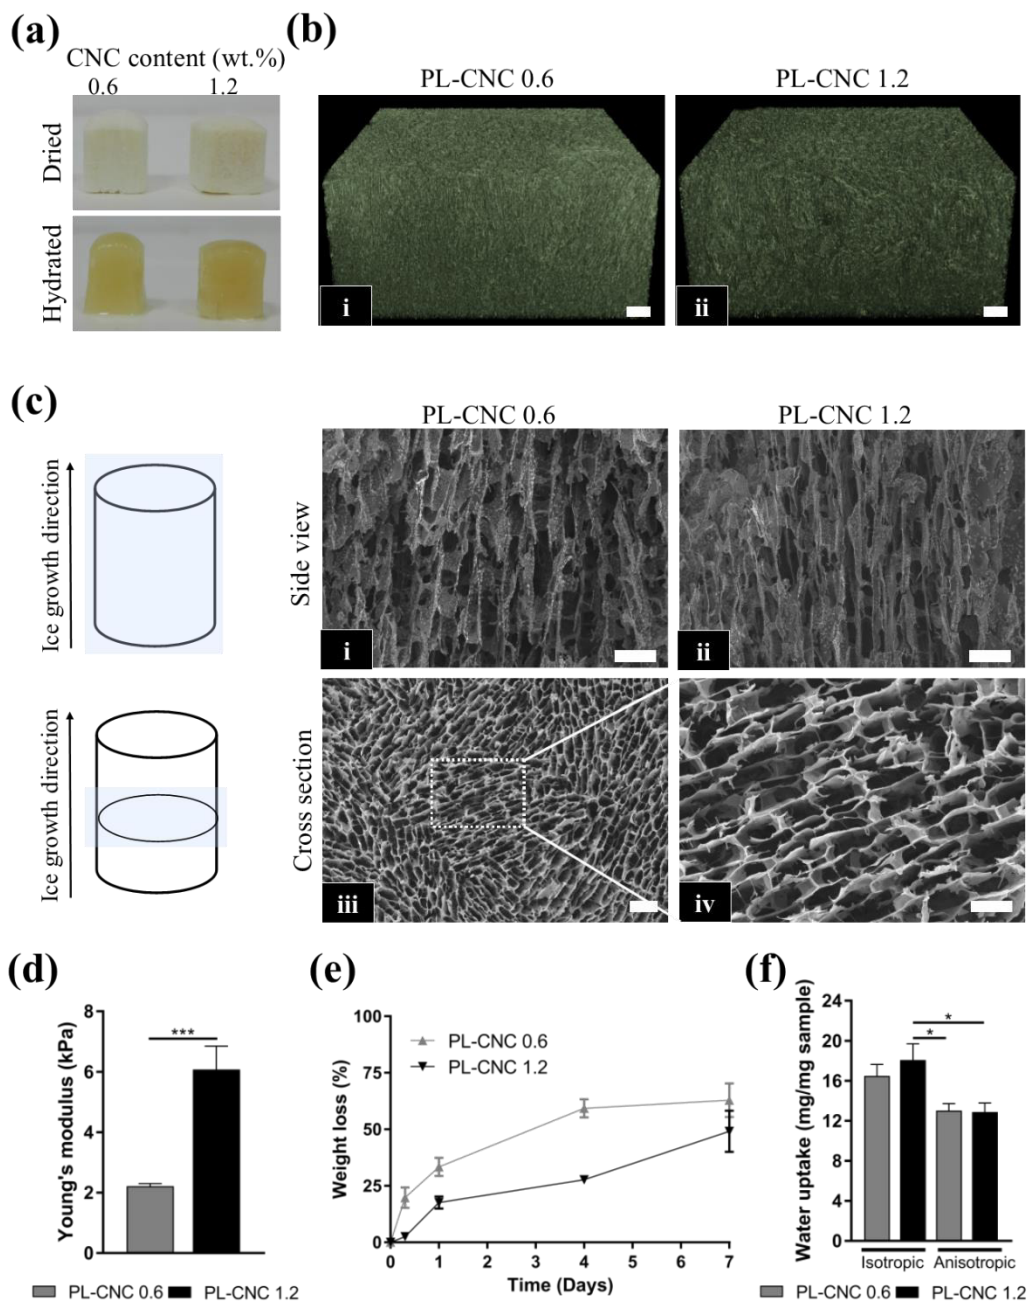 (a)
CNC content (wt.%)
0.6 1.2
Dried
Hydrated
(b)
PL-CNC 0.6 PL-CNC 1.2
i ii
(c)
PL-CNC 0.6 PL-CNC 1.2
Ice growth direction
Side view
i ii
Ice growth direction
Cross section
iii iv
(d)
Young's modulus (kPa)
8
6
4
2
0
***
PL-CNC 0.6 PL-CNC 1.2
(e)
Weight loss (%)
100
75
50
25
0
PL-CNC 0.6
PL-CNC 1.2
0 1 2 3 4 5 6 7
Time (Days)
(f)
Water uptake (mg/mg sample)
24
20
16
12
8
4
0
*
*
Isotropic Anisotropic
PL-CNC 0.6 PL-CNC 1.2